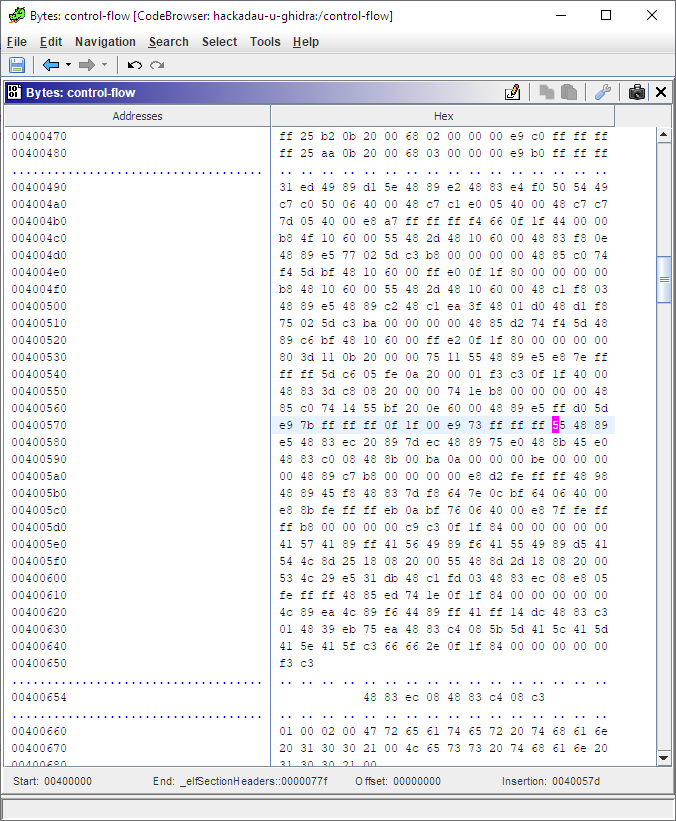 Bytes: control-flow [CodeBrowser: hackadau-u-ghidra:/control-flow]
File Edit Navigation Search Select Tools Help
Bytes: control-flow
Addresses Hex
00400470 ff 25 b2 0b 20 00 68 02 00 00 00 e9 c0 ff ff ff
00400480 ff 25 aa 0b 20 00 68 03 00 00 00 e9 b0 ff ff ff
..................................... .. .. .. .. .. .. .. .. .. .. .. .. .. .. .. ..
00400490 31 ed 49 89 d1 5e 48 89 e2 48 83 e4 f0 50 54 49
004004a0 c7 c0 50 06 40 00 48 c7 c1 e0 05 40 00 48 c7 c7
004004b0 7d 05 40 00 e8 a7 ff ff ff f4 66 0f 1f 44 00 00
004004c0 b8 4f 10 60 00 55 48 2d 48 10 60 00 48 83 f8 0e
004004d0 48 89 e5 77 02 5d c3 b8 00 00 00 00 48 85 c0 74
004004e0 f4 5d bf 48 10 60 00 ff e0 0f 1f 80 00 00 00 00
004004f0 b8 48 10 60 00 55 48 2d 48 10 60 00 48 c1 f8 03
00400500 48 89 e5 48 89 c2 48 c1 ea 3f 48 01 d0 48 d1 f8
00400510 75 02 5d c3 ba 00 00 00 00 48 85 d2 74 f4 5d 48
00400520 89 c6 bf 48 10 60 00 ff e2 0f 1f 80 00 00 00 00
00400530 80 3d 11 0b 20 00 00 75 11 55 48 89 e5 e8 7e ff
00400540 ff ff 5d c6 05 fe 0a 20 00 01 f3 c3 0f 1f 40 00
00400550 48 83 3d c8 08 20 00 00 74 1e b8 00 00 00 00 48
00400560 85 c0 74 14 55 bf 20 0e 60 00 48 89 e5 ff d0 5d
00400570 e9 7b ff ff ff 0f 1f 00 e9 73 ff ff ff 55 48 89
00400580 e5 48 83 ec 20 89 7d ec 48 89 75 e0 48 8b 45 e0
00400590 48 83 c0 08 48 8b 00 ba 0a 00 00 00 be 00 00 00
004005a0 00 48 89 c7 b8 00 00 00 00 e8 d2 fe ff ff 48 98
004005b0 48 89 45 f8 48 83 7d f8 64 7e 0c bf 64 06 40 00
004005c0 e8 8b fe ff ff eb 0a bf 76 06 40 00 e8 7f fe ff
004005d0 ff b8 00 00 00 00 c9 c3 0f 1f 84 00 00 00 00 00
004005e0 41 57 41 89 ff 41 56 49 89 f6 41 55 49 89 d5 41
004005f0 54 4c 8d 25 18 08 20 00 55 48 8d 2d 18 08 20 00
00400600 53 4c 29 e5 31 db 48 c1 fd 03 48 83 ec 08 e8 05
00400610 fe ff ff 48 85 ed 74 1e 0f 1f 84 00 00 00 00 00
00400620 4c 89 ea 4c 89 f6 44 89 ff 41 ff 14 dc 48 83 c3
00400630 01 48 39 eb 75 ea 48 83 c4 08 5b 5d 41 5c 41 5d
00400640 41 5e 41 5f c3 66 66 2e 0f 1f 84 00 00 00 00 00
00400650 f3 c3
..................................... .. .. .. .. .. .. .. .. .. .. .. .. .. .. .. ..
00400654 48 83 ec 08 48 83 c4 08 c3
..................................... .. .. .. .. .. .. .. .. .. .. .. .. .. .. .. ..
00400660 01 00 02 00 47 72 65 61 74 65 72 20 74 68 61 6e
00400670 20 31 30 30 21 00 4c 65 73 73 20 74 68 61 6e 20
00400680 31 30 30 21 00
Start: 00400000 End: _elfSectionHeaders::0000077f Offset: 00000000 Insertion: 0040057d